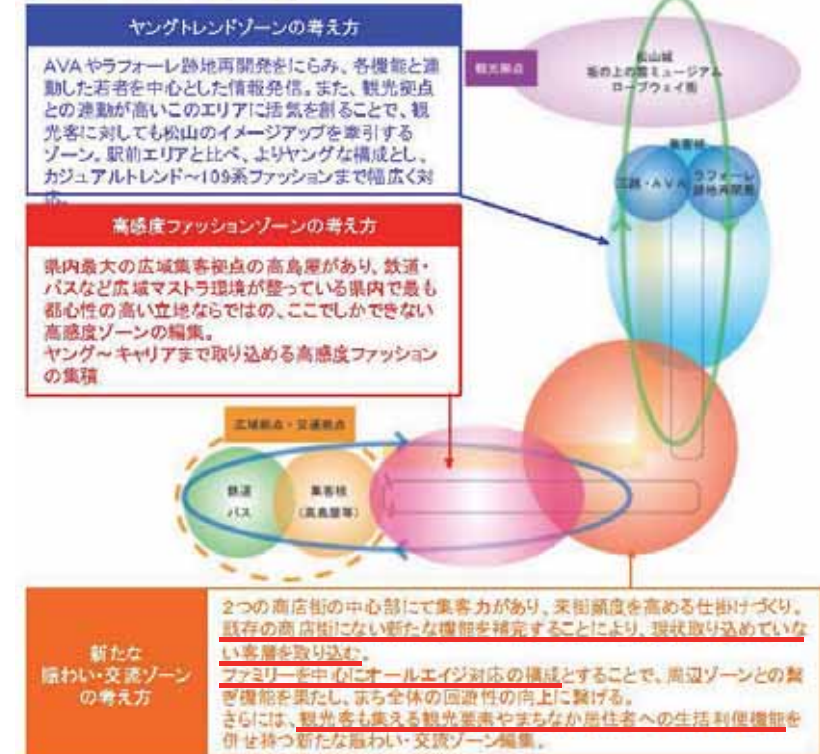 ヤングトレンドゾーンの考え方
AVAやラフォーレ跡地再開発をにらみ、各機能と連
動した若者を中心とした情報発信。また、観光拠点
との連動が高いこのエリアに活気を創ることで、観
光客に対しても松山のイメージアップを牽引する
ゾーン。駅前エリアと比べ、よりヤングな構成とし、
カジュアルトレンド～109系ファッションまで幅広く対
応。
観光拠点
松山城
坂の上の雲ミュージアム
ロープウェイ街
集客核
・AVA
ラフォーレ
跡地再開発
高感度ファッションゾーンの考え方
県内最大の広域集客拠点の高島屋があり、鉄道・
バスなど広域マストラ環境が整っている県内で最も
都心性の高い立地ならではの、ここでしかできない
高感度ゾーンの編集。
ヤング～キャリアまで取り込める高感度ファッション
の集積
広域拠点・交通拠点
鉄道
バス
集客核
(高島屋等)
新たな
賑わい・交流ゾーン
の考え方
2つの商店街の中心部にて集客力があり、来街頻度を高める仕掛けづくり。
既存の商店街にない新たな機能を補完することにより、現状取り込めていな
い客層を取り込む。
ファミリーを中心にオールエイジ対応の構成とすることで、周辺ゾーンとの繋
ぎ機能を果たし、まち全体の回遊性の向上に繋げる。
さらには、観光客も集える観光要素やまちなか居住者への生活利便機能を
併せ持つ新たな賑わい・交流ゾーン編集。